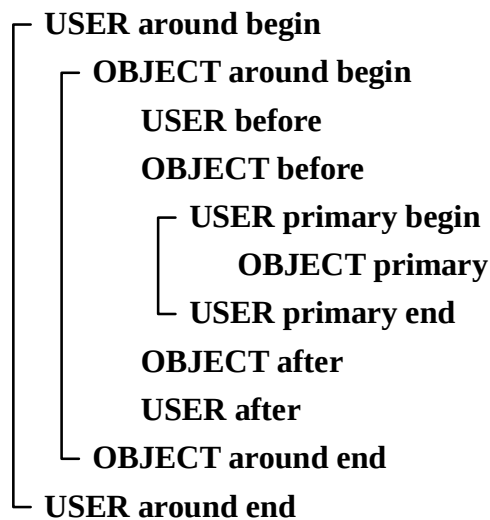 USER around begin
OBJECT around begin
USER before
OBJECT before
USER primary begin
OBJECT primary
USER primary end
OBJECT after
USER after
OBJECT around end
USER around end